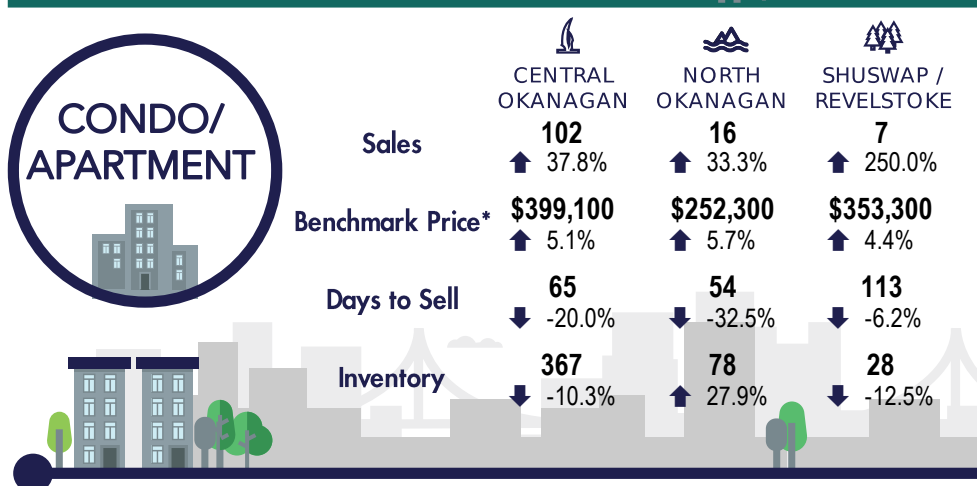 CONDO/
APARTMENT
CENTRAL
OKANAGAN
NORTH
OKANAGAN
SHUSWAP /
REVELSTOKE
Sales
102
37.8%
16
33.3%
7
250.0%
Benchmark Price*
$399,100
5.1%
$252,300
5.7%
$353,300
4.4%
Days to Sell
65
-20.0%
54
-32.5%
113
-6.2%
Inventory
367
-10.3%
78
27.9%
28
-12.5%